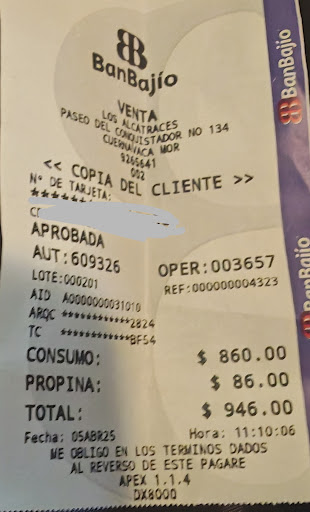 BanBajío
VENTA
LOS ALCATRACES
PASEO DEL CONQUISTADOR NO 134
CUERNAVACA MOR
9266641
002
<< COPIA DEL CLIENTE >>
Nº DE TARJETA:
APROBADA
AUT:609326 OPER:003657
LOTE:000201 REF:000000004323
AID A0000000031010
ARQC ************2824
TC ************BF54
CONSUMO: $ 860.00
PROPINA: $ 86.00
TOTAL: $ 946.00
Fecha: 05ABR25 Hora: 11:10:06
ME OBLIGO EN LOS TERMINOS DADOS
AL REVERSO DE ESTE PAGARE
APEX 1.1.4
DX8000
BanBajío
BanBajío